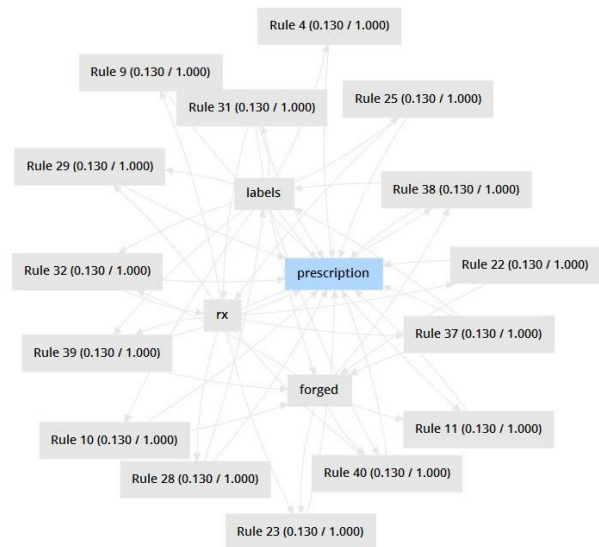 Rule 4 (0.130 / 1.000)
Rule 9 (0.130 / 1.000)
Rule 31 (0.130 / 1.000)
Rule 25 (0.130 / 1.000)
Rule 29 (0.130 / 1.000)
labels
Rule 38 (0.130 / 1.000)
Rule 32 (0.130 / 1.000)
prescription
Rule 22 (0.130 / 1.000)
rx
Rule 37 (0.130 / 1.000)
Rule 39 (0.130 / 1.000)
forged
Rule 10 (0.130 / 1.000)
Rule 11 (0.130 / 1.000)
Rule 28 (0.130 / 1.000)
Rule 40 (0.130 / 1.000)
Rule 23 (0.130 / 1.000)